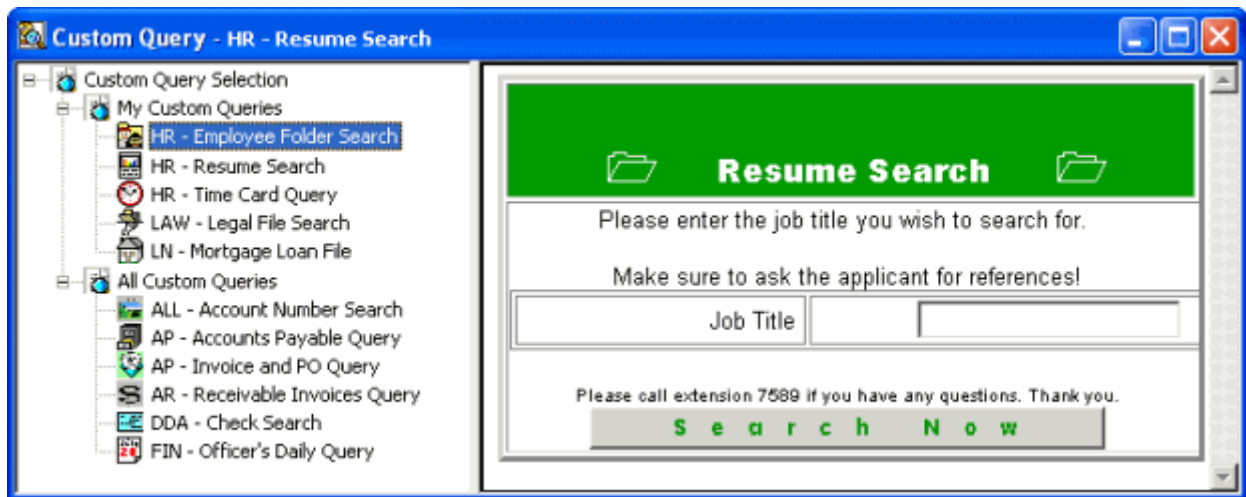 Custom Query - HR - Resume Search
Custom Query Selection
My Custom Queries
HR - Employee Folder Search
HR - Resume Search
HR - Time Card Query
LAW - Legal File Search
LN - Mortgage Loan File
All Custom Queries
ALL - Account Number Search
AP - Accounts Payable Query
AP - Invoice and PO Query
AR - Receivable Invoices Query
DDA - Check Search
FIN - Officer's Daily Query
Resume Search
Please enter the job title you wish to search for.
Make sure to ask the applicant for references!
Job Title
Please call extension 7589 if you have any questions. Thank you.
Search Now